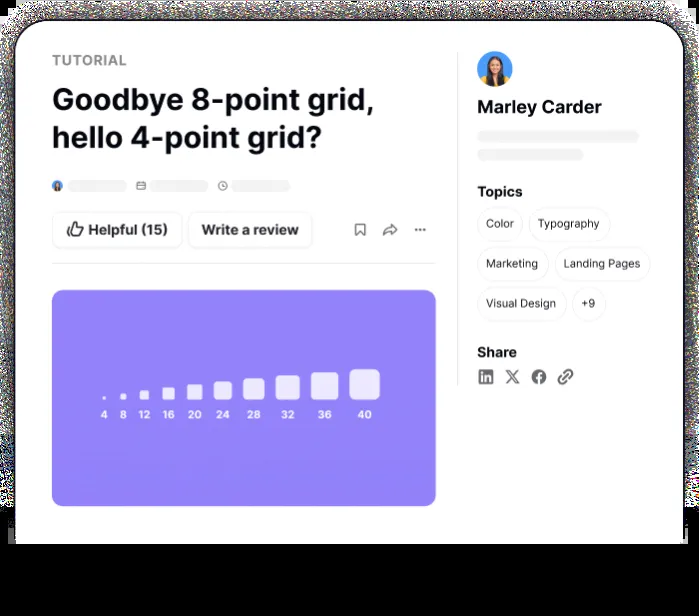 TUTORIAL
Goodbye 8-point grid,
hello 4-point grid?
Helpful (15)
Write a review
4 8 12 16 20 24 28 32 36 40
Marley Carder
Topics
Color
Typography
Marketing
Landing Pages
Visual Design
+9
Share